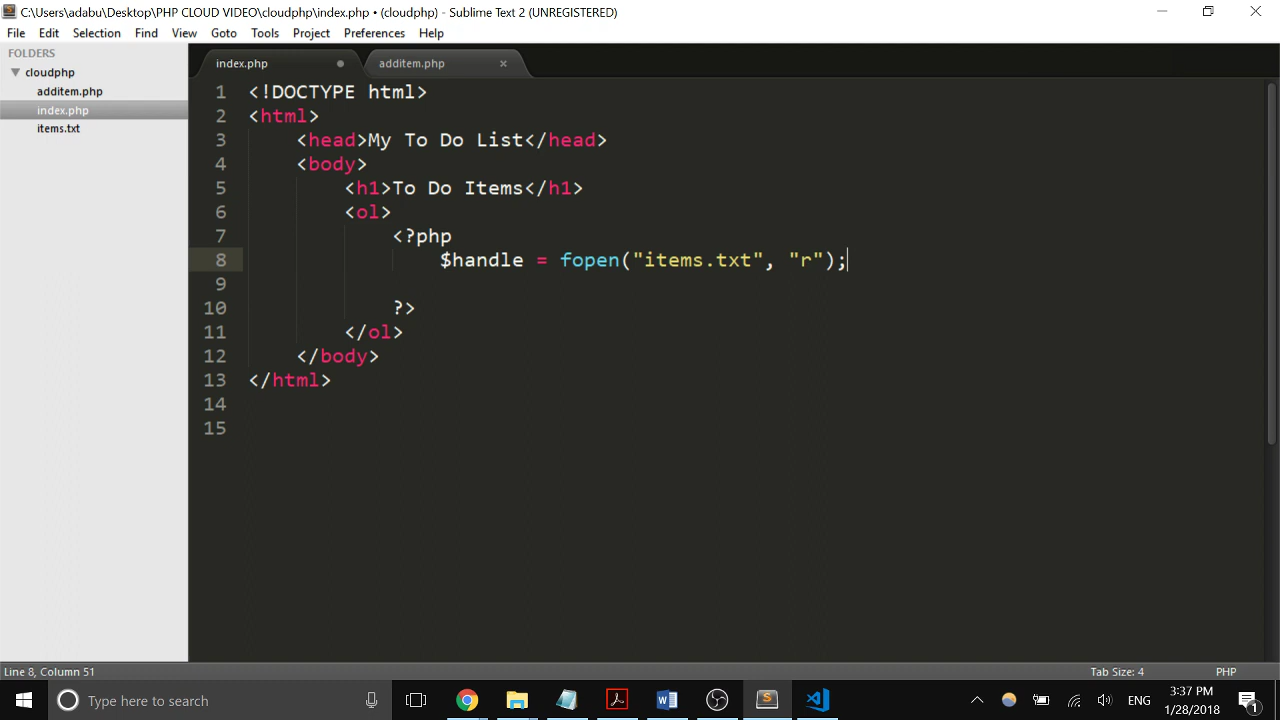 C:\Users\adabu\Desktop\PHP CLOUD VIDEO\cloudphp\index.php • (cloudphp) - Sublime Text 2 (UNREGISTERED)
File Edit Selection Find View Goto Tools Project Preferences Help
FOLDERS
cloudphp
additem.php
index.php
items.txt
index.php additem.php
1 <!DOCTYPE html>
2 <html>
3 <head>My To Do List</head>
4 <body>
5 <h1>To Do Items</h1>
6 <ol>
7 <?php
8 $handle = fopen("items.txt", "r");
9
10 ?>
11 </ol>
12 </body>
13 </html>
14
15
Line 8, Column 51 Tab Size: 4 PHP
Type here to search ENG 3:37 PM
1/28/2018 1